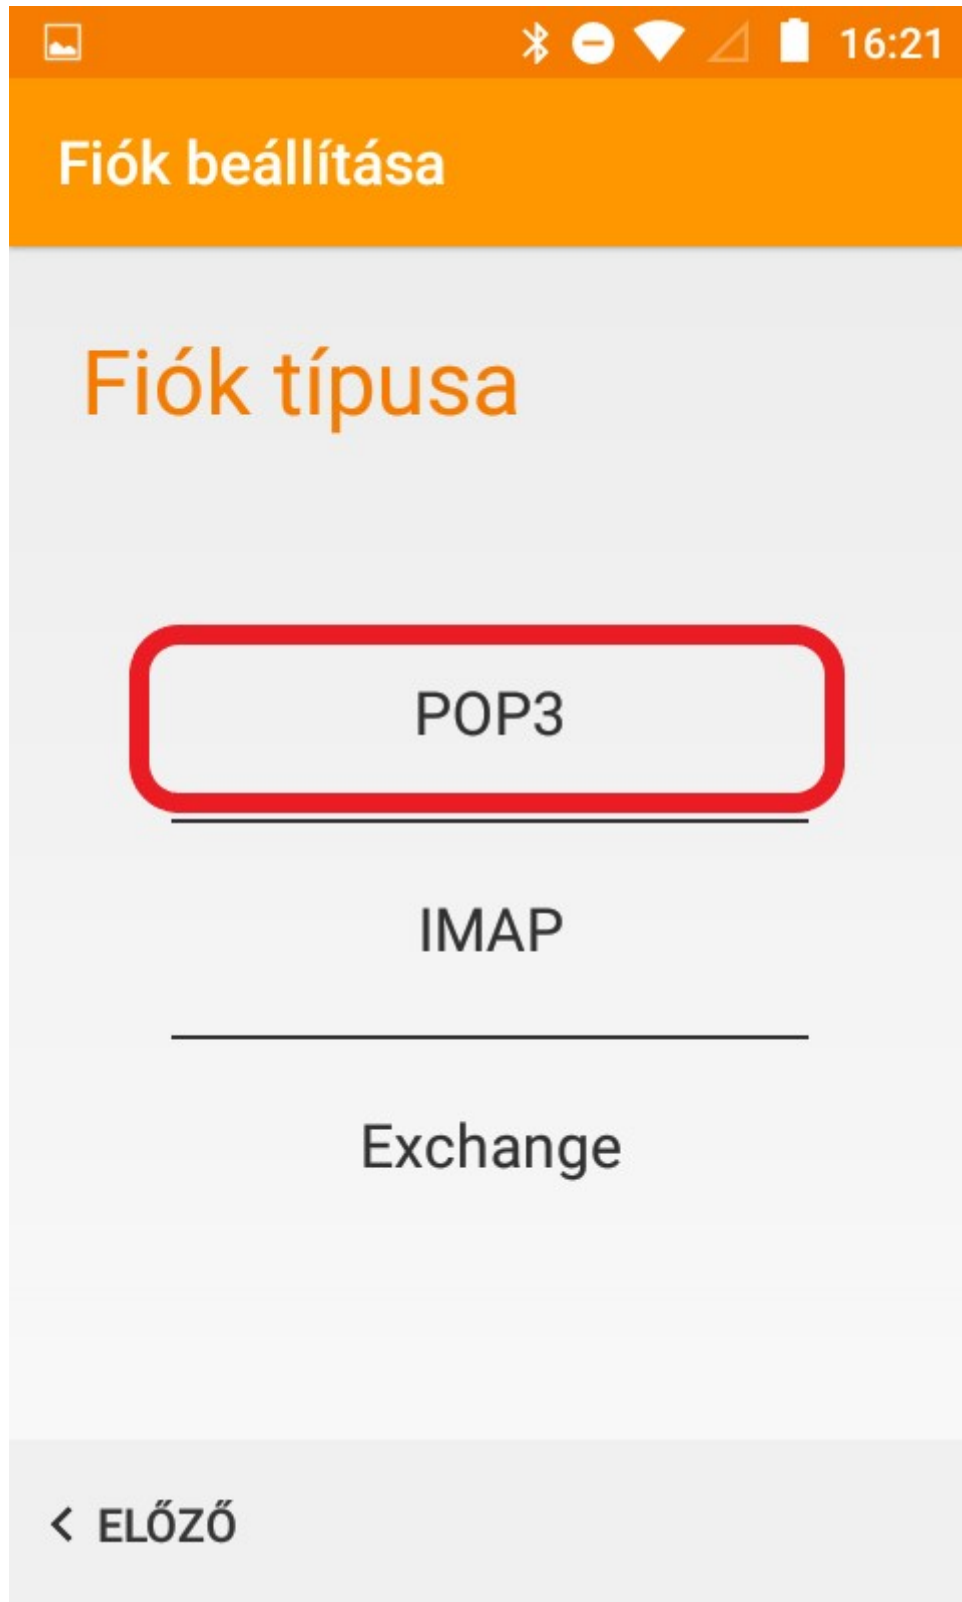 16:21
Fiók beállítása
Fiók típusa
POP3
IMAP
Exchange
ELŐZŐ